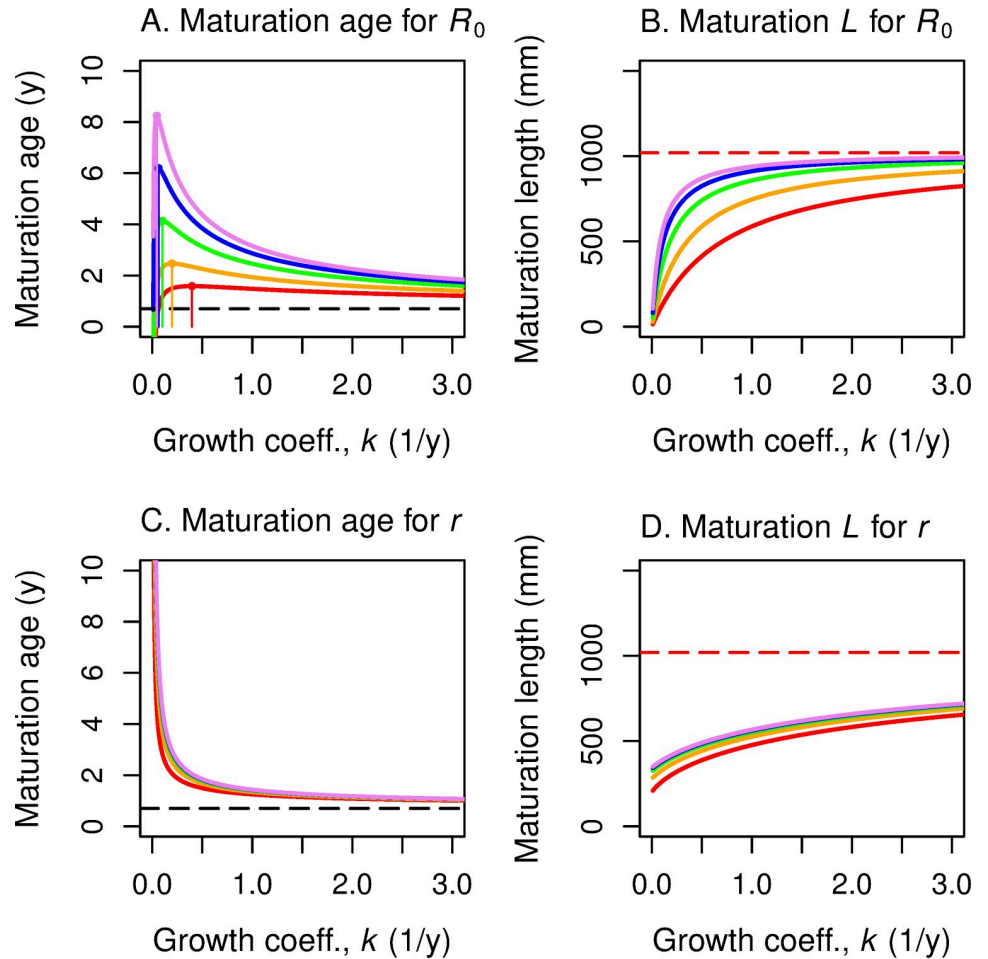 A. Maturation age for R₀
Maturation age (y)
10
8
6
4
2
0
0.0 1.0 2.0 3.0
Growth coeff., k (1/y)
B. Maturation L for R₀
Maturation length (mm)
1000
500
0
0.0 1.0 2.0 3.0
Growth coeff., k (1/y)
C. Maturation age for r
Maturation age (y)
10
8
6
4
2
0
0.0 1.0 2.0 3.0
Growth coeff., k (1/y)
D. Maturation L for r
Maturation length (mm)
1000
500
0
0.0 1.0 2.0 3.0
Growth coeff., k (1/y)